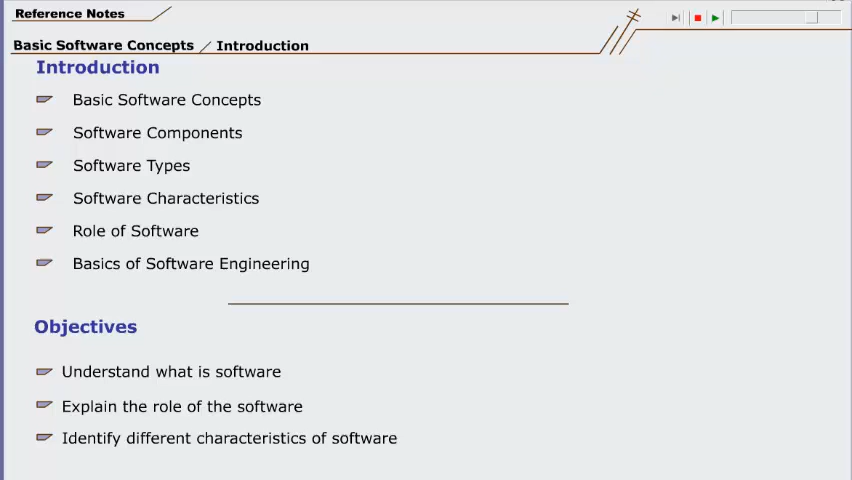 Reference Notes
Basic Software Concepts / Introduction
Introduction
Basic Software Concepts
Software Components
Software Types
Software Characteristics
Role of Software
Basics of Software Engineering
Objectives
Understand what is software
Explain the role of the software
Identify different characteristics of software